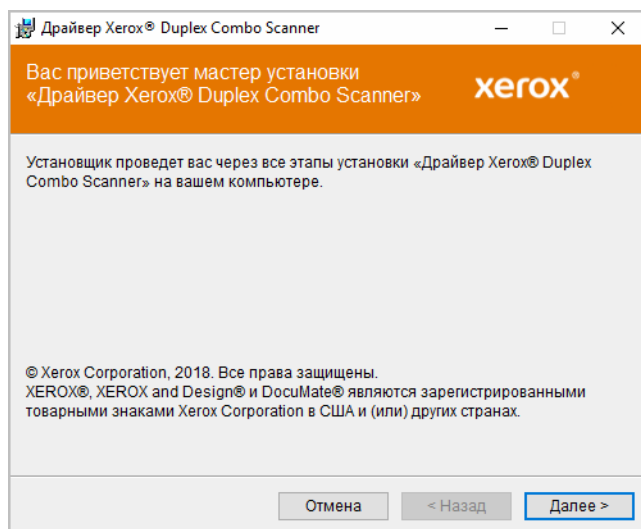 Драйвер Xerox® Duplex Combo Scanner
Вас приветствует мастер установки
«Драйвер Xerox® Duplex Combo Scanner»
xerox®
Установщик проведет вас через все этапы установки «Драйвер Xerox® Duplex
Combo Scanner» на вашем компьютере.
© Xerox Corporation, 2018. Все права защищены.
XEROX®, XEROX and Design® и DocuMate® являются зарегистрированными
товарными знаками Xerox Corporation в США и (или) других странах.
Отмена
< Назад
Далее >